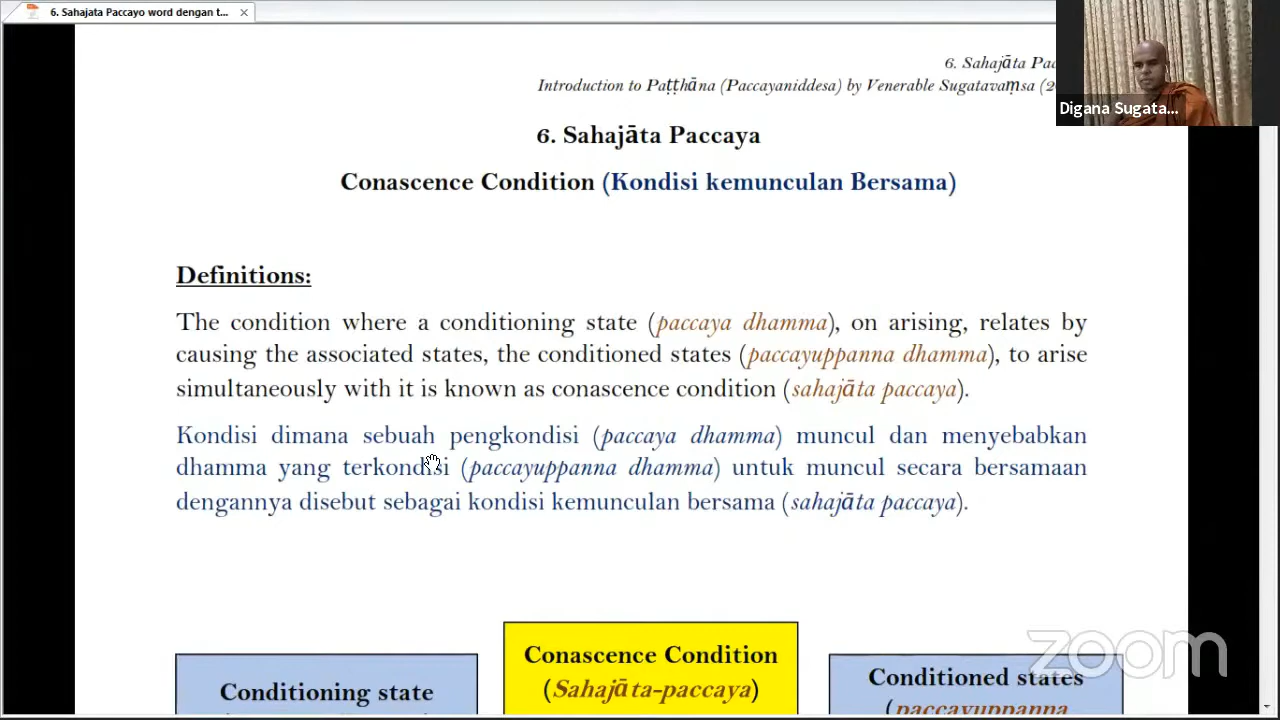 6. Sahajata Paccayo word dengan t...
6. Sahajāta
Introduction to Paṭṭhāna (Paccayaniddesa) by Venerable Sugatavaṃsa
Digana Sugata...
6. Sahajāta Paccaya
Conascence Condition (Kondisi kemunculan Bersama)
Definitions:
The condition where a conditioning state (paccaya dhamma), on arising, relates by
causing the associated states, the conditioned states (paccayuppanna dhamma), to arise
simultaneously with it is known as conascence condition (sahajāta paccaya).
Kondisi dimana sebuah pengkondisi (paccaya dhamma) muncul dan menyebabkan
dhamma yang terkondisi (paccayuppanna dhamma) untuk muncul secara bersamaan
dengannya disebut sebagai kondisi kemunculan bersama (sahajāta paccaya).
Conascence Condition
(Sahajāta-paccaya)
Conditioning state
Conditioned states
(paccayuppanna
zoom